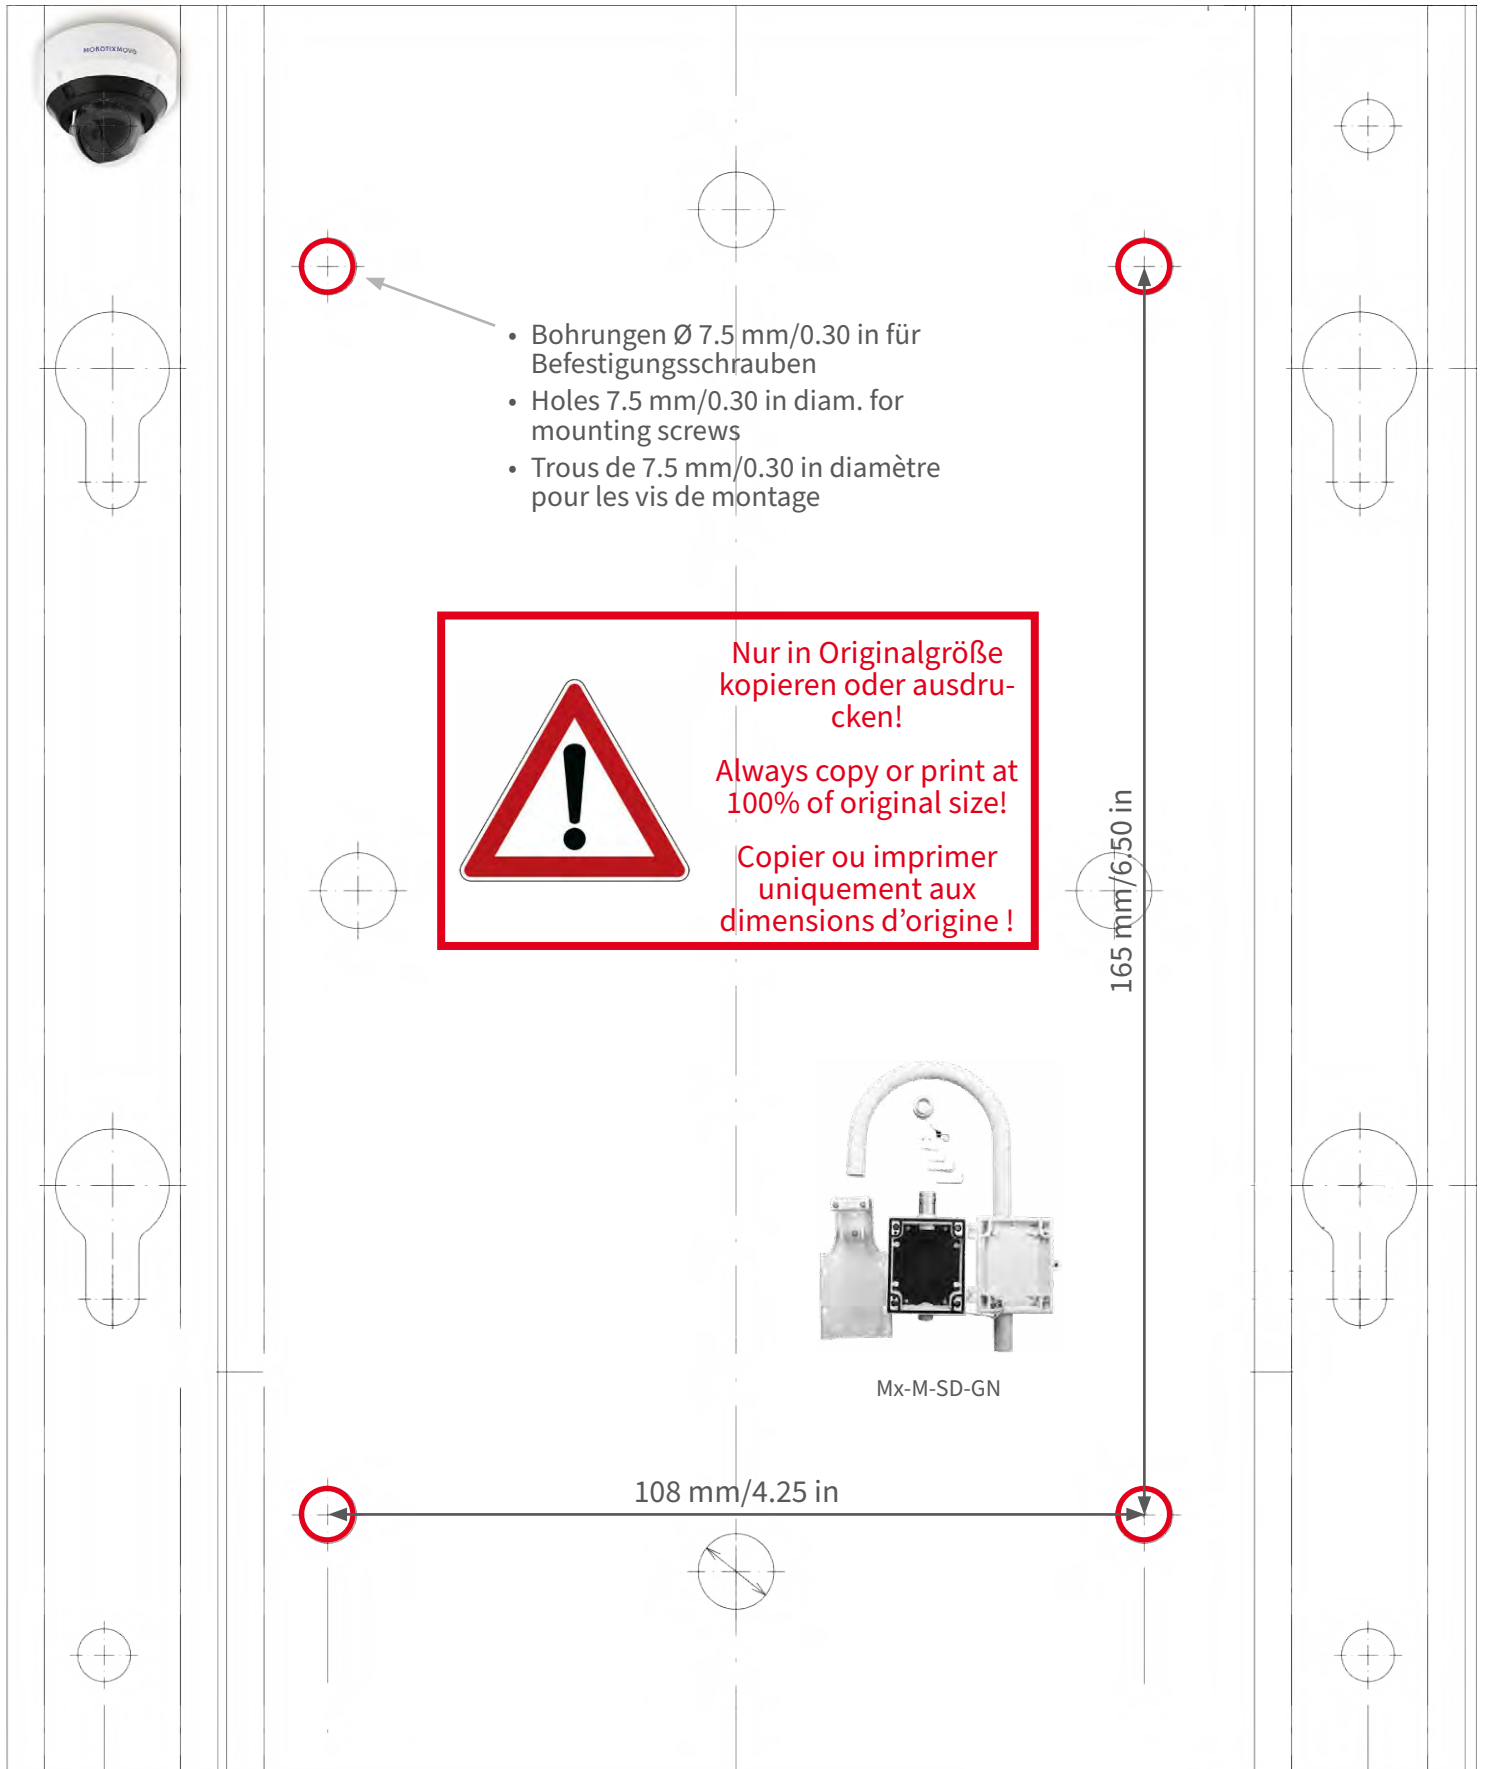 MOBOTIX MOVE
• Bohrungen Ø 7.5 mm/0.30 in für
Befestigungsschrauben
• Holes 7.5 mm/0.30 in diam. for
mounting screws
• Trous de 7.5 mm/0.30 in diamètre
pour les vis de montage
Nur in Originalgröße
kopieren oder ausdru-
cken!
Always copy or print at
100% of original size!
Copier ou imprimer
uniquement aux
dimensions d’origine !
165 mm/6.50 in
Mx-M-SD-GN
108 mm/4.25 in